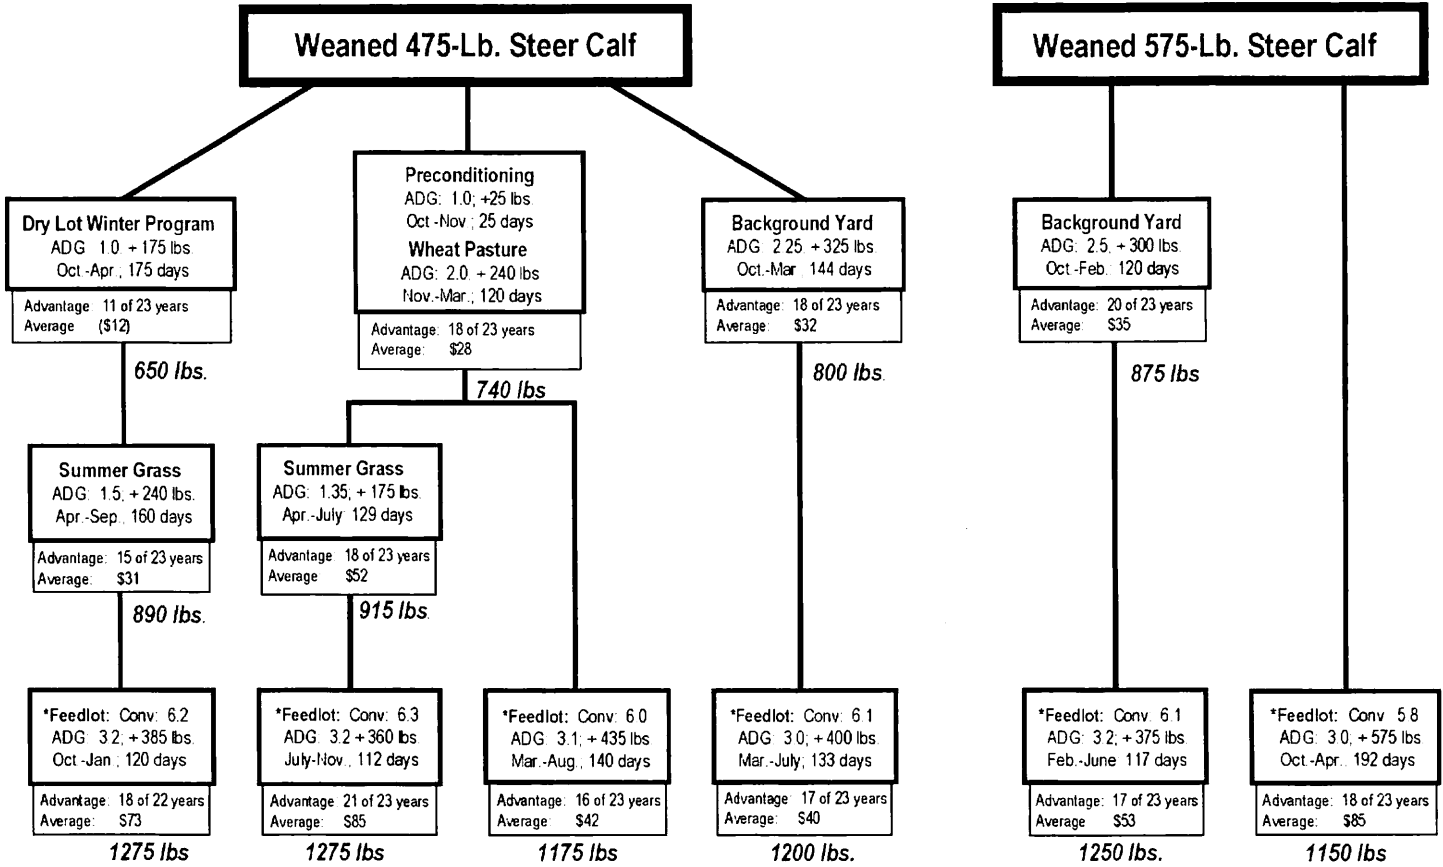 Weaned 475-Lb. Steer Calf
Dry Lot Winter Program
ADG 1.0. + 175 lbs.
Oct.-Apr.; 175 days
Advantage: 11 of 23 years
Average ($12)
650 lbs.
Summer Grass
ADG: 1.5; + 240 lbs.
Apr.-Sep., 160 days
Advantage: 15 of 23 years
Average: $31
890 lbs.
*Feedlot: Conv: 6.2
ADG: 3.2; + 385 lbs.
Oct-Jan.; 120 days
Advantage: 18 of 22 years
Average: $73
1275 lbs
Preconditioning
ADG: 1.0; +25 lbs.
Oct.-Nov.; 25 days
Wheat Pasture
ADG: 2.0. + 240 lbs
Nov.-Mar.; 120 days
Advantage: 18 of 23 years
Average: $28
740 lbs
Summer Grass
ADG: 1.35; + 175 lbs.
Apr.-July 129 days
Advantage: 18 of 23 years
Average $52
915 lbs.
*Feedlot: Conv: 6.3
ADG: 3.2 + 360 lbs.
July-Nov., 112 days
Advantage: 21 of 23 years
Average: $85
1275 lbs
*Feedlot: Conv: 6.0
ADG: 3.1; + 435 lbs
Mar.-Aug., 140 days
Advantage: 16 of 23 years
Average: $42
1175 lbs
Background Yard
ADG 2.25. + 325 lbs.
Oct.-Mar. 144 days
Advantage: 18 of 23 years
Average $32
800 lbs.
*Feedlot: Conv: 6.1
ADG: 3.0; + 400 lbs.
Mar.-July; 133 days
Advantage: 17 of 23 years
Average: $40
1200 lbs.
Weaned 575-Lb. Steer Calf
Background Yard
ADG: 2.5. + 300 lbs.
Oct.-Feb.: 120 days
Advantage: 20 of 23 years
Average: $35
875 lbs
*Feedlot: Conv: 6.1
ADG: 3.2; + 375 lbs.
Feb.-June 117 days
Advantage: 17 of 23 years
Average $53
1250 lbs.
*Feedlot: Conv 5.8
ADG: 3.0; + 575 lbs
Oct.-Apr.. 192 days
Advantage: 18 of 23 years
Average: $85
1150 lbs